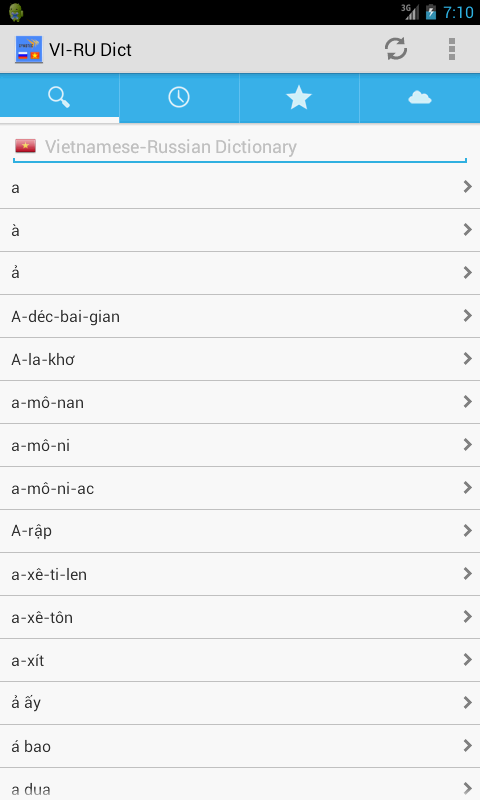 3G 7:10
VI-RU Dict
Vietnamese-Russian Dictionary
a
à
ả
A-déc-bai-gian
A-la-khơ
a-mô-nan
a-mô-ni
a-mô-ni-ac
A-rập
a-xê-ti-len
a-xê-tôn
a-xít
ả ấy
á bao
a dua